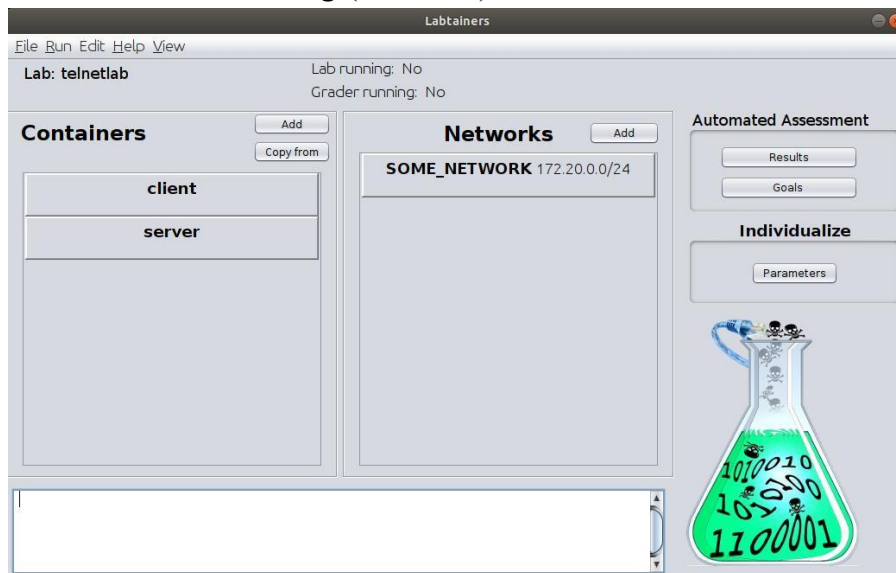 Labtainers
File Run Edit Help View
Lab: telnetlab
Lab running: No
Grader running: No
Containers
Add
Copy from
client
server
Networks
Add
SOME_NETWORK 172.20.0.0/24
Automated Assessment
Results
Goals
Individualize
Parameters
1010010
10100
1100001